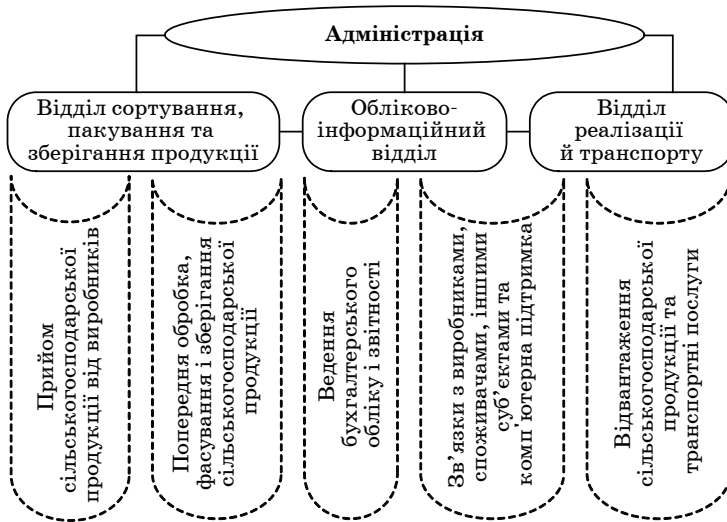 Адміністрація
Відділ сортування,
пакування та
зберігання продукції
Обліково-
інформаційний
відділ
Відділ
реалізації
й транспорту
Прийом
сільськогосподарської
продукції від виробників
Попередня обробка,
фасування і зберігання
сільськогосподарської
продукції
Ведення
бухгалтерського
обліку і звітності
Зв’язки з виробниками,
споживачами, іншими
суб’єктами та
комп'ютерна підтримка
Відвантаження
сільськогосподарської
продукції та
транспортні послуги